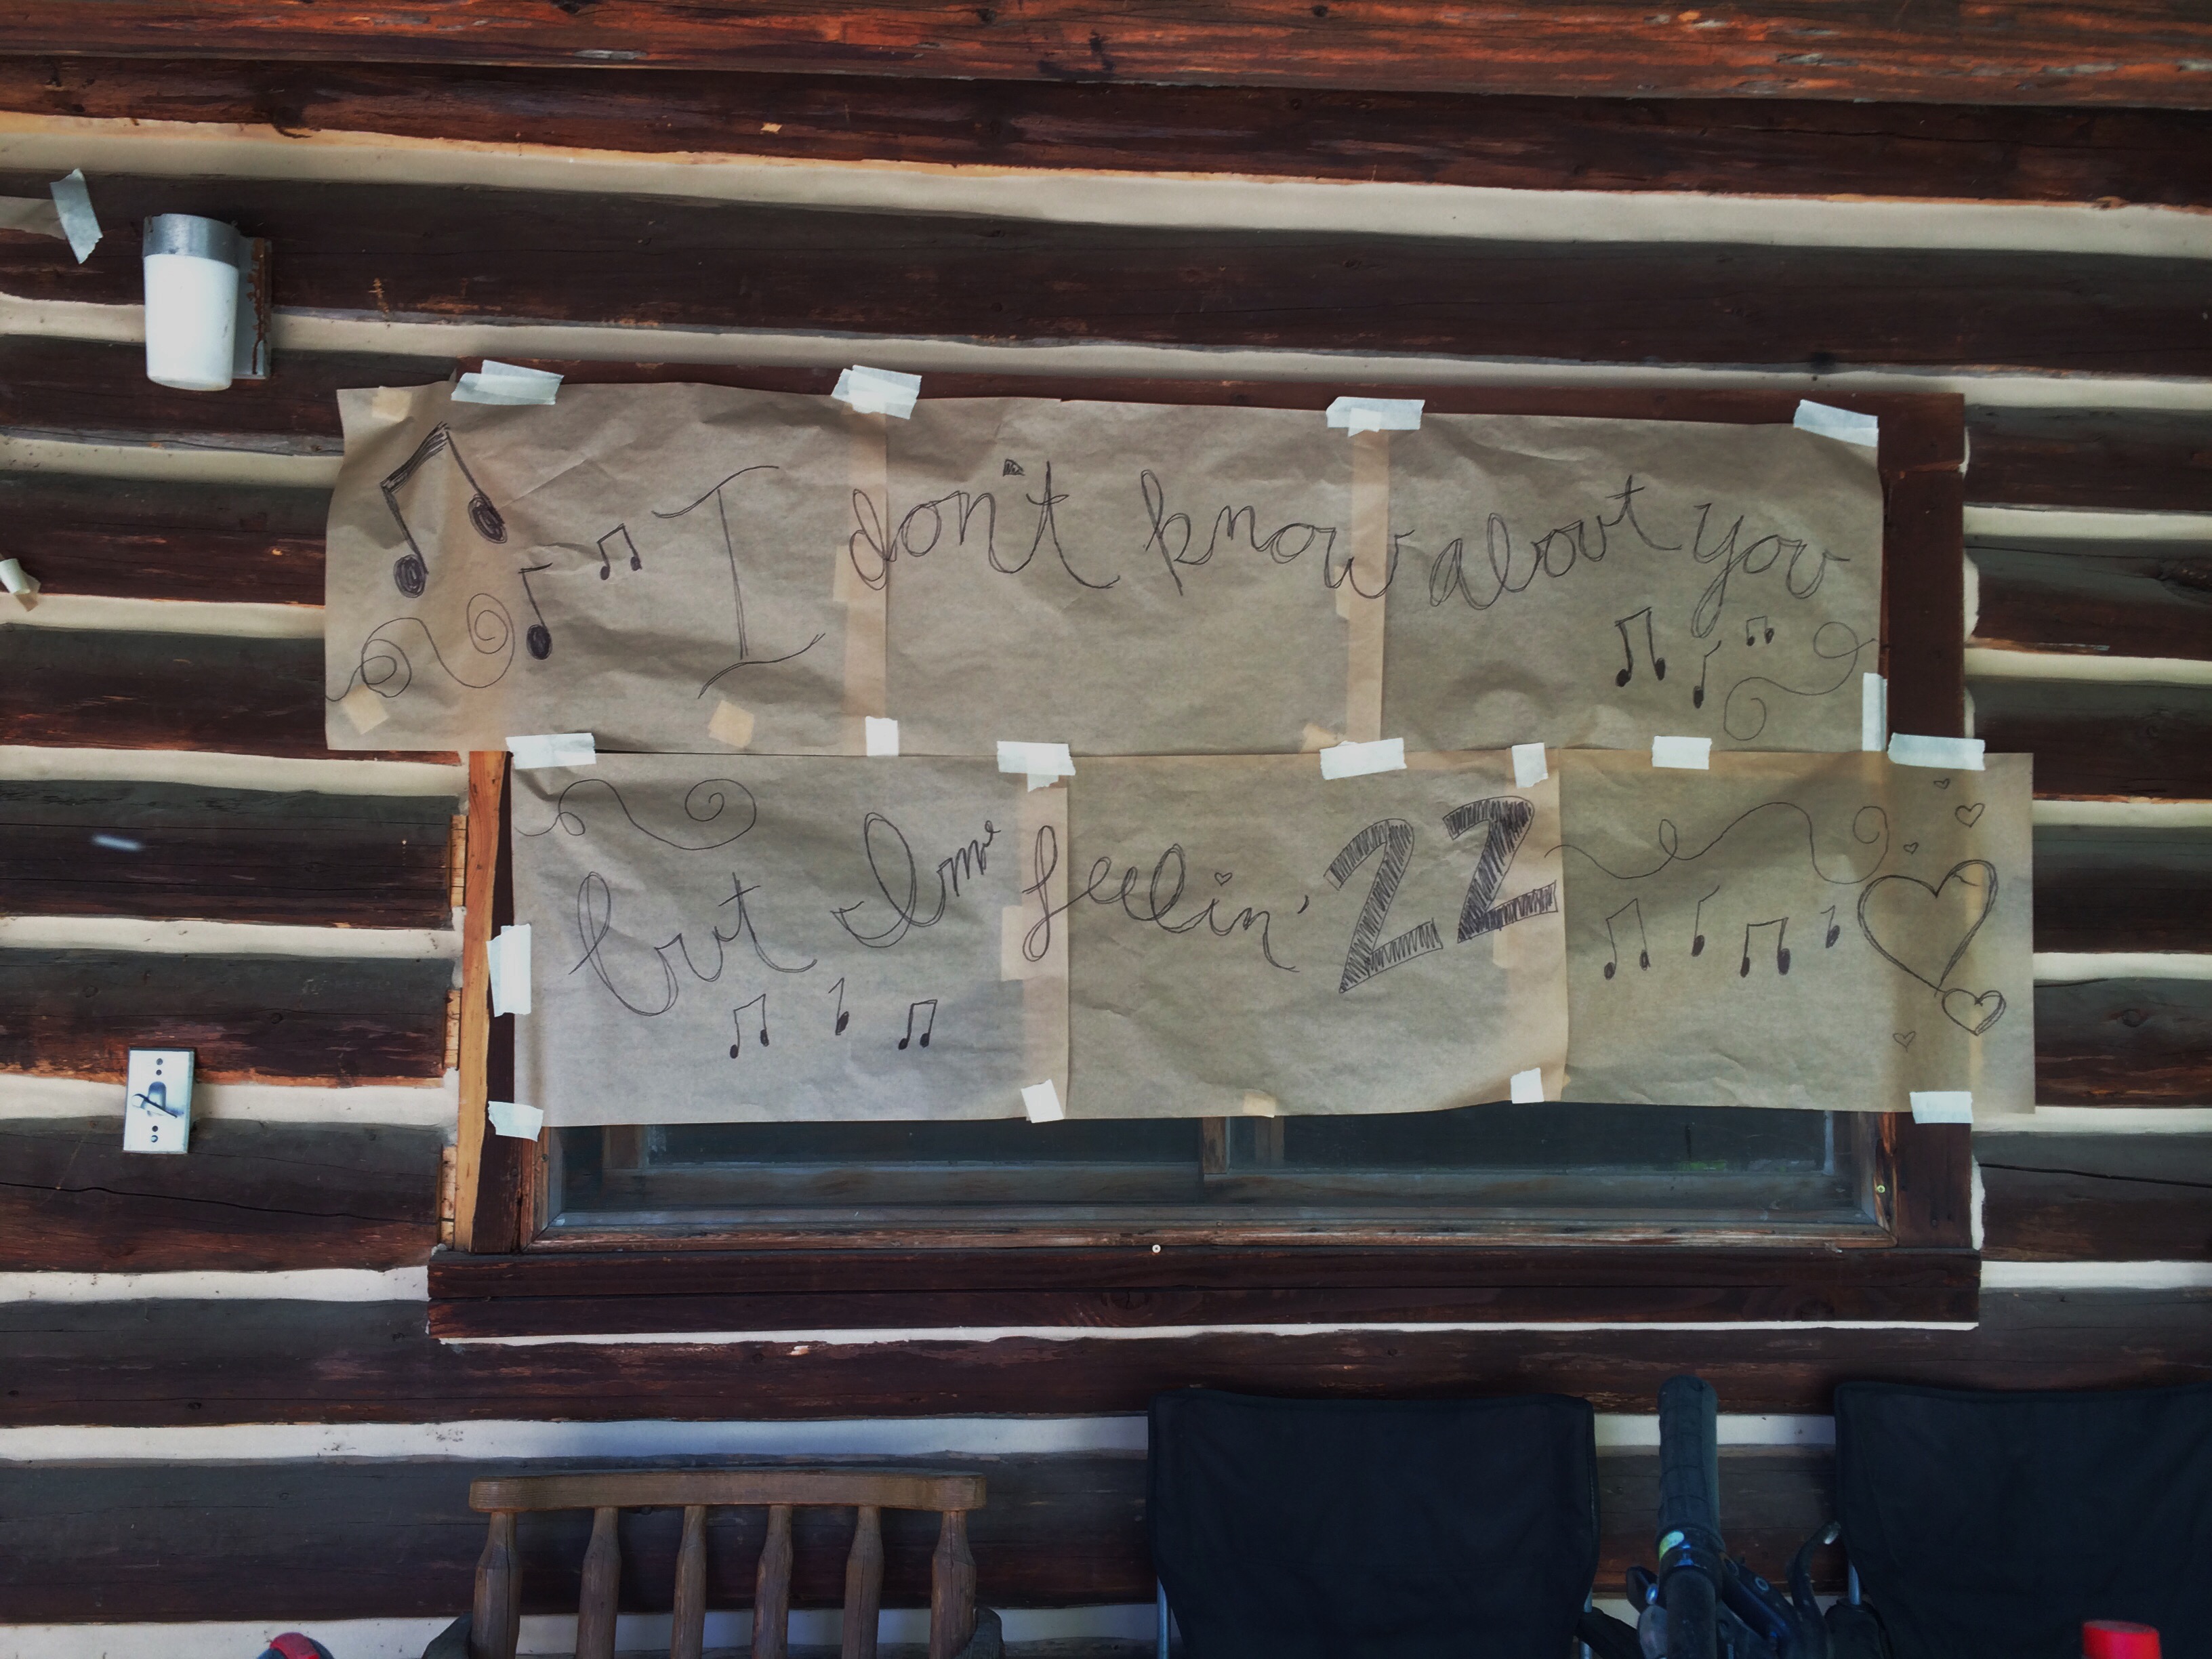 I don't know about you
but I'm feelin' 22